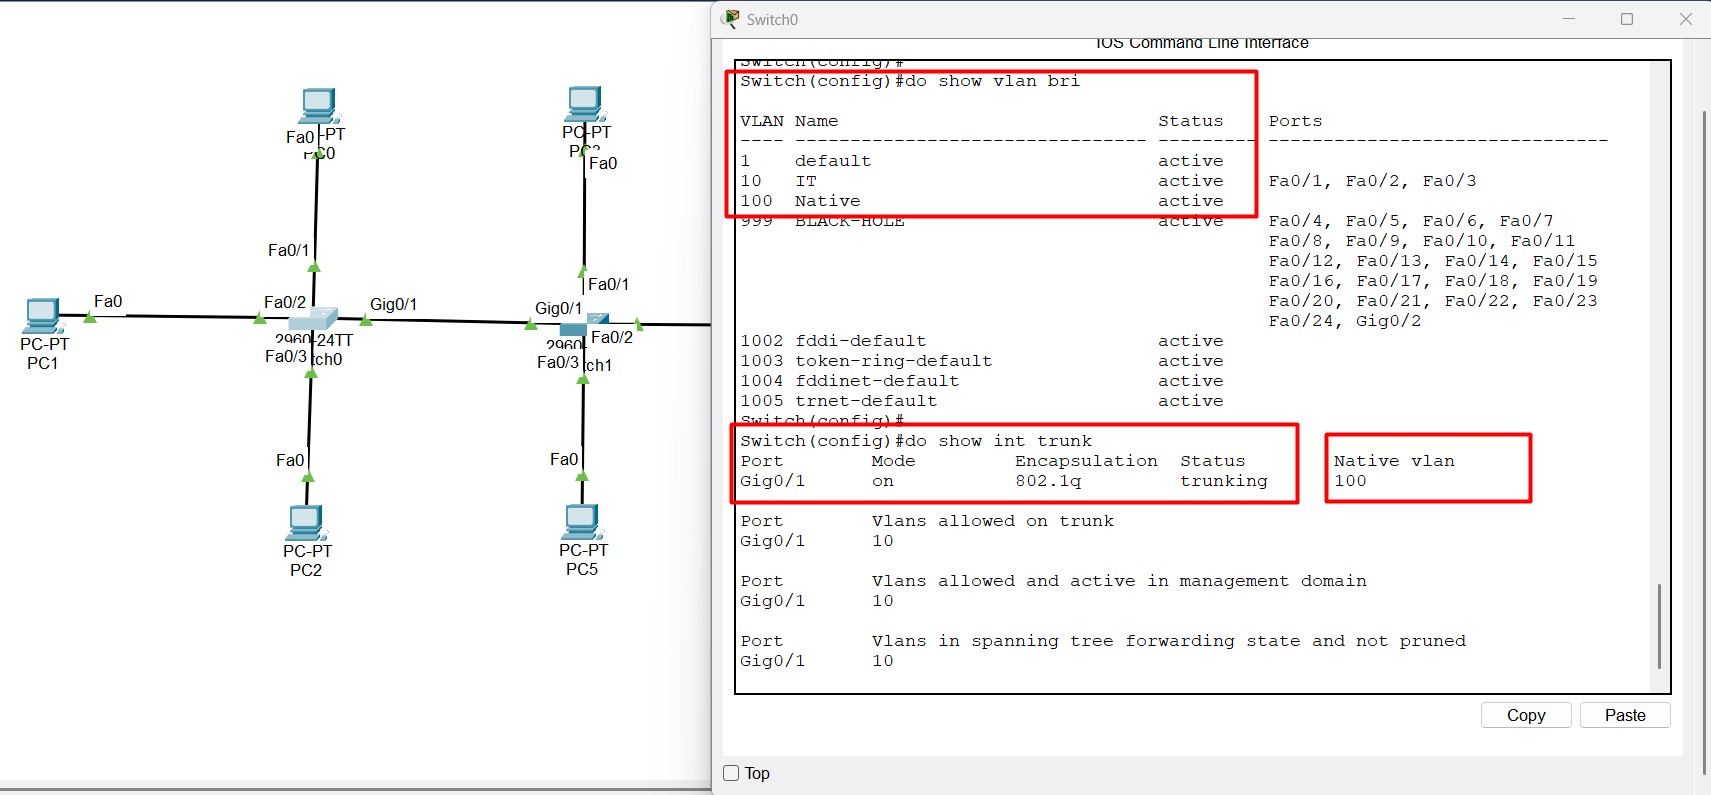 Switch0
IOS Command Line Interface
Switch(config)#
Switch(config)#do show vlan bri
VLAN Name Status Ports
---- -------------------------------- --------- -------------------------------
1 default active
10 IT active Fa0/1, Fa0/2, Fa0/3
100 Native active
999 BLACK-HOLE active Fa0/4, Fa0/5, Fa0/6, Fa0/7
Fa0/8, Fa0/9, Fa0/10, Fa0/11
Fa0/12, Fa0/13, Fa0/14, Fa0/15
Fa0/16, Fa0/17, Fa0/18, Fa0/19
Fa0/20, Fa0/21, Fa0/22, Fa0/23
Fa0/24, Gig0/2
1002 fddi-default active
1003 token-ring-default active
1004 fddinet-default active
1005 trnet-default active
Switch(config)#
Switch(config)#do show int trunk
Port Mode Encapsulation Status Native vlan
Gig0/1 on 802.1q trunking 100
Port Vlans allowed on trunk
Gig0/1 10
Port Vlans allowed and active in management domain
Gig0/1 10
Port Vlans in spanning tree forwarding state and not pruned
Gig0/1 10
Copy
Paste
Top
Fa0
-PT
C0
Fa0/1
PC-PT
Fa0
Fa0/1
Fa0
PC-PT
PC1
Fa0/2
Gig0/1
2960-24TT
Fa0/3
tch0
Gig0/1
Fa0/2
2960-
Fa0/3
tch1
Fa0
PC-PT
PC2
Fa0
PC-PT
PC5